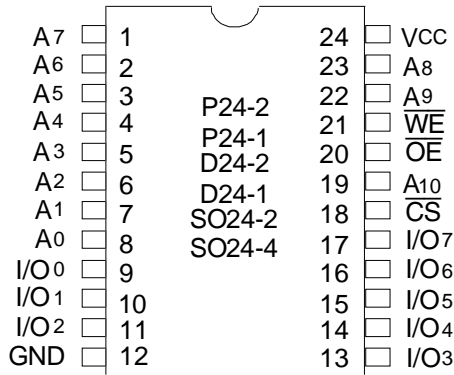 A7 1 24 VCC
A6 2 23 A8
A5 3 22 A9
A4 4 P24-2 21 WE
A3 5 P24-1 20 OE
A2 6 D24-2 19 A10
A1 7 D24-1 18 CS
A0 8 SO24-2 17 I/O7
I/O0 9 SO24-4 16 I/O6
I/O1 10 15 I/O5
I/O2 11 14 I/O4
GND 12 13 I/O3